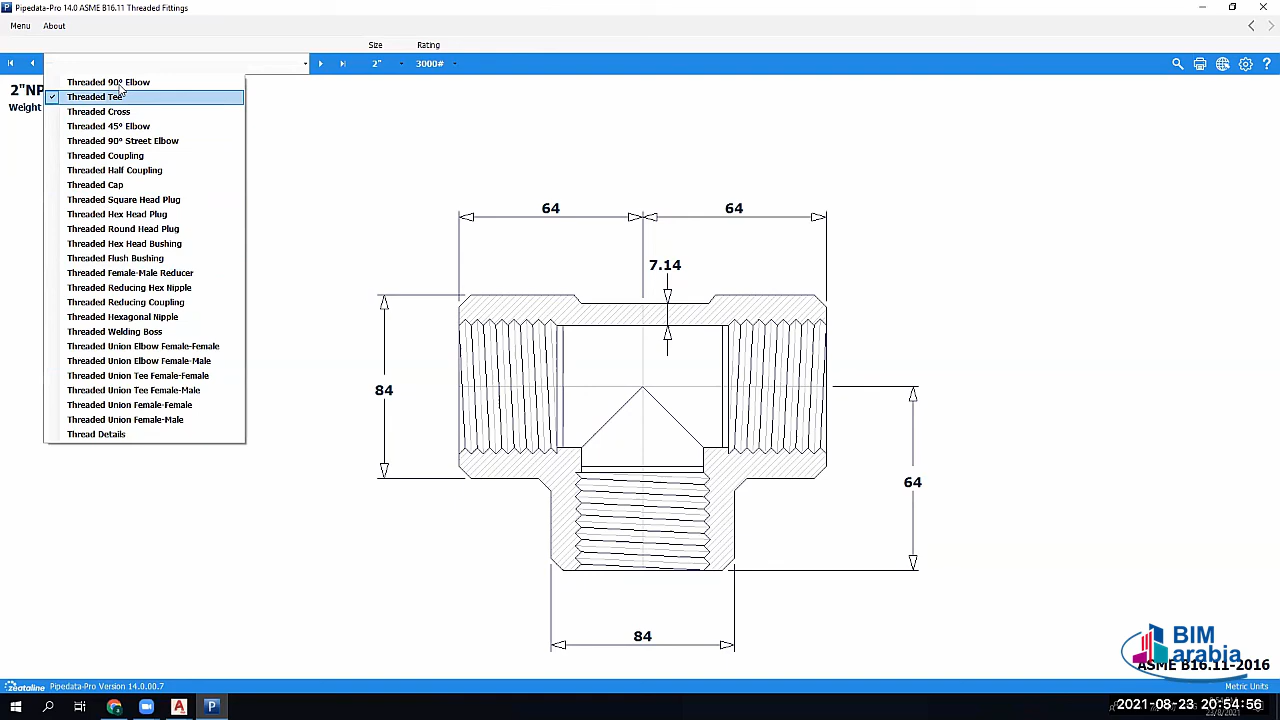 Pipedata-Pro 14.0 ASME B16.11 Threaded Fittings
Menu About
Size Rating
2" 3000#
2"NP
Weight
Threaded 90° Elbow
Threaded Tee
Threaded Cross
Threaded 45° Elbow
Threaded 90° Street Elbow
Threaded Coupling
Threaded Half Coupling
Threaded Cap
Threaded Square Head Plug
Threaded Hex Head Plug
Threaded Round Head Plug
Threaded Hex Head Bushing
Threaded Flush Bushing
Threaded Female-Male Reducer
Threaded Reducing Hex Nipple
Threaded Reducing Coupling
Threaded Hexagonal Nipple
Threaded Welding Boss
Threaded Union Elbow Female-Female
Threaded Union Elbow Female-Male
Threaded Union Tee Female-Female
Threaded Union Tee Female-Male
Threaded Union Female-Female
Threaded Union Female-Male
Thread Details
64 64
7.14
84
64
84
BIM
arabia
ASME B16.11-2016
zeataline Pipedata-Pro Version 14.0.00.7 Metric Units
2021-08-23 20:54:56
23/8/2021